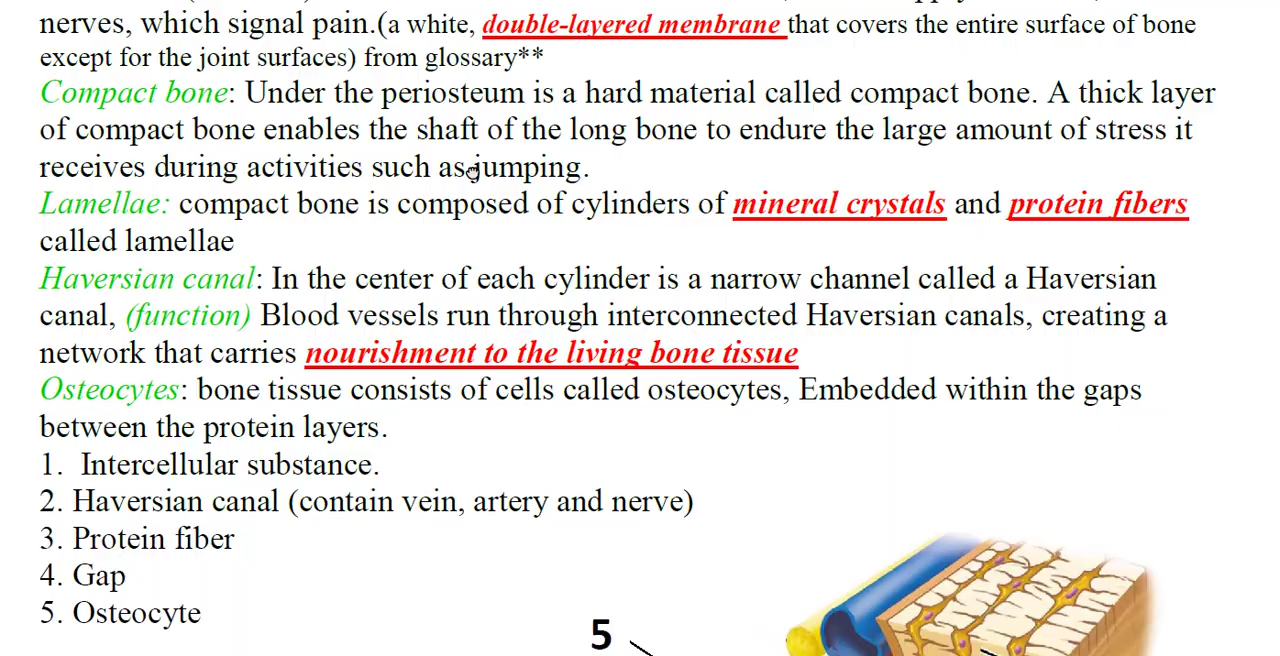 nerves, which signal pain.(a white, double-layered membrane that covers the entire surface of bone
except for the joint surfaces) from glossary**
Compact bone: Under the periosteum is a hard material called compact bone. A thick layer
of compact bone enables the shaft of the long bone to endure the large amount of stress it
receives during activities such as jumping.
Lamellae: compact bone is composed of cylinders of mineral crystals and protein fibers
called lamellae
Haversian canal: In the center of each cylinder is a narrow channel called a Haversian
canal, (function) Blood vessels run through interconnected Haversian canals, creating a
network that carries nourishment to the living bone tissue
Osteocytes: bone tissue consists of cells called osteocytes, Embedded within the gaps
between the protein layers.
1. Intercellular substance.
2. Haversian canal (contain vein, artery and nerve)
3. Protein fiber
4. Gap
5. Osteocyte
5